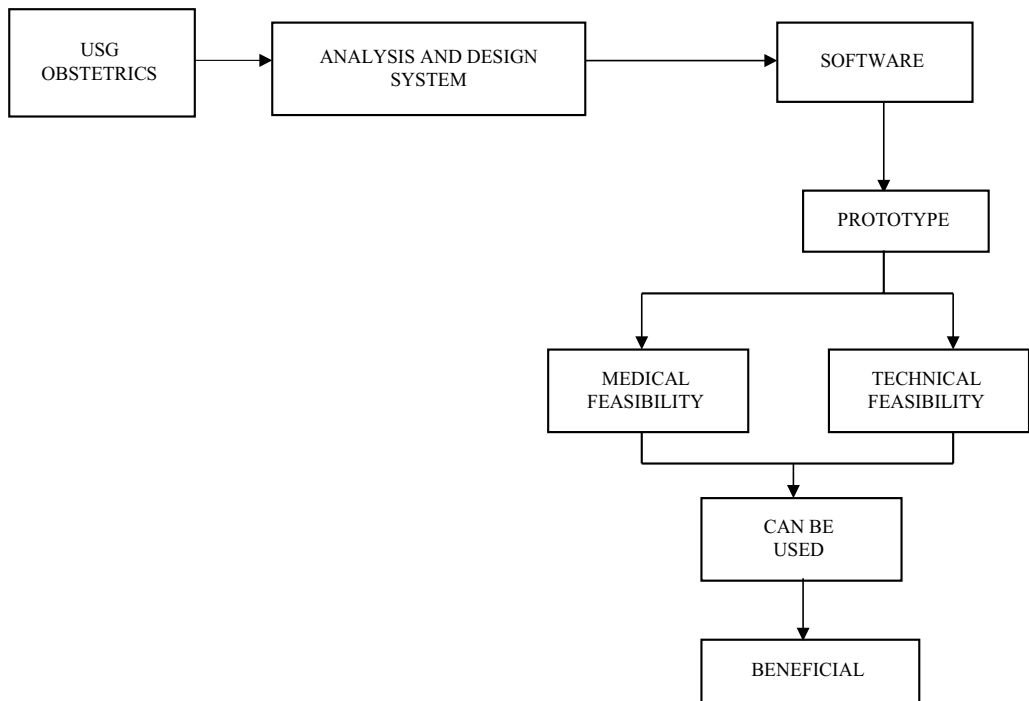 USG
OBSTETRICS
ANALYSIS AND DESIGN
SYSTEM
SOFTWARE
PROTOTYPE
MEDICAL
FEASIBILITY
TECHNICAL
FEASIBILITY
CAN BE
USED
BENEFICIAL